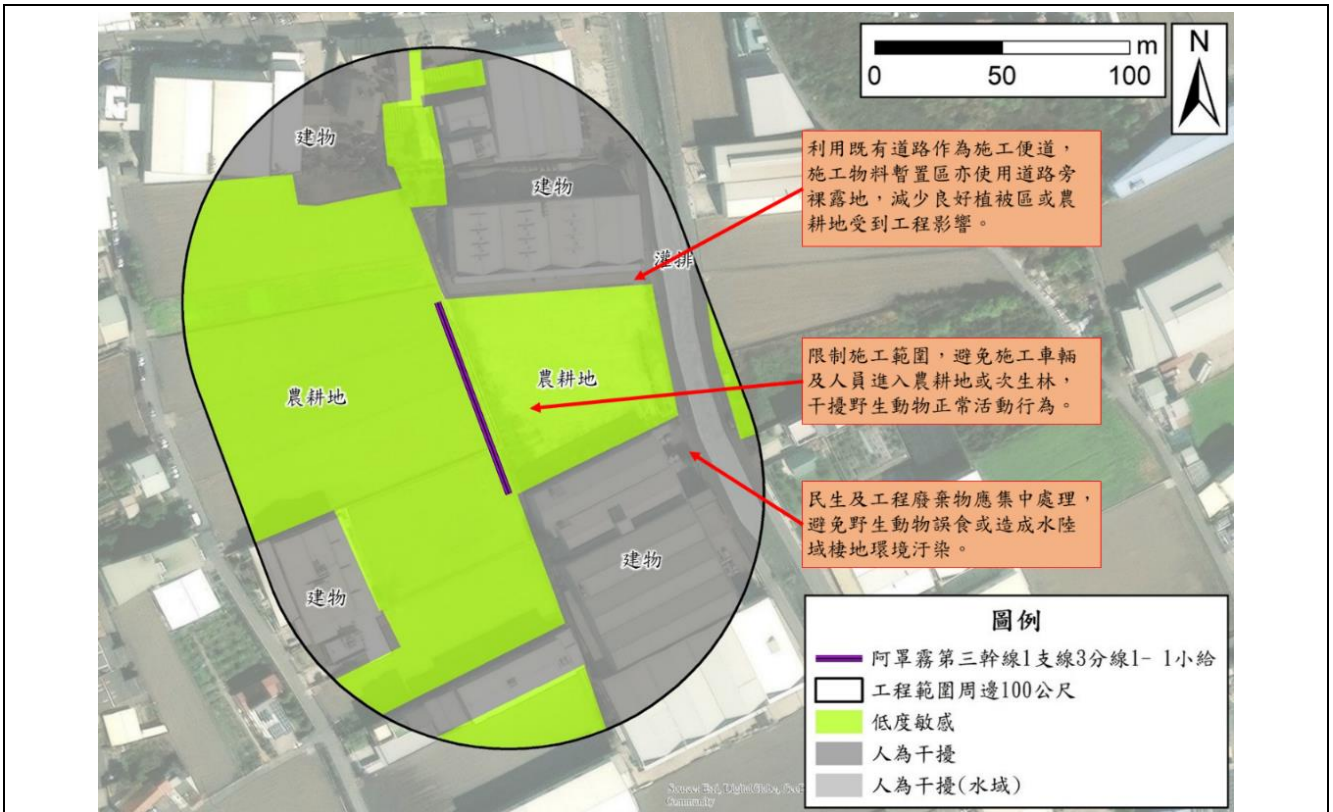 m
0 50 100
N
建物
建物
灌排
農耕地
農耕地
建物
建物
利用既有道路作為施工便道，
施工物料暫置區亦使用道路旁
裸露地，減少良好植被區或農
耕地受到工程影響。
限制施工範圍，避免施工車輛
及人員進入農耕地或次生林，
干擾野生動物正常活動行為。
民生及工程廢棄物應集中處理，
避免野生動物誤食或造成水陸
域棲地環境汙染。
圖例
阿罩霧第三幹線1支線3分線1- 1小給
工程範圍周邊100公尺
低度敏感
人為干擾
人為干擾(水域)
Source: Esri, DigitalGlobe,
Community